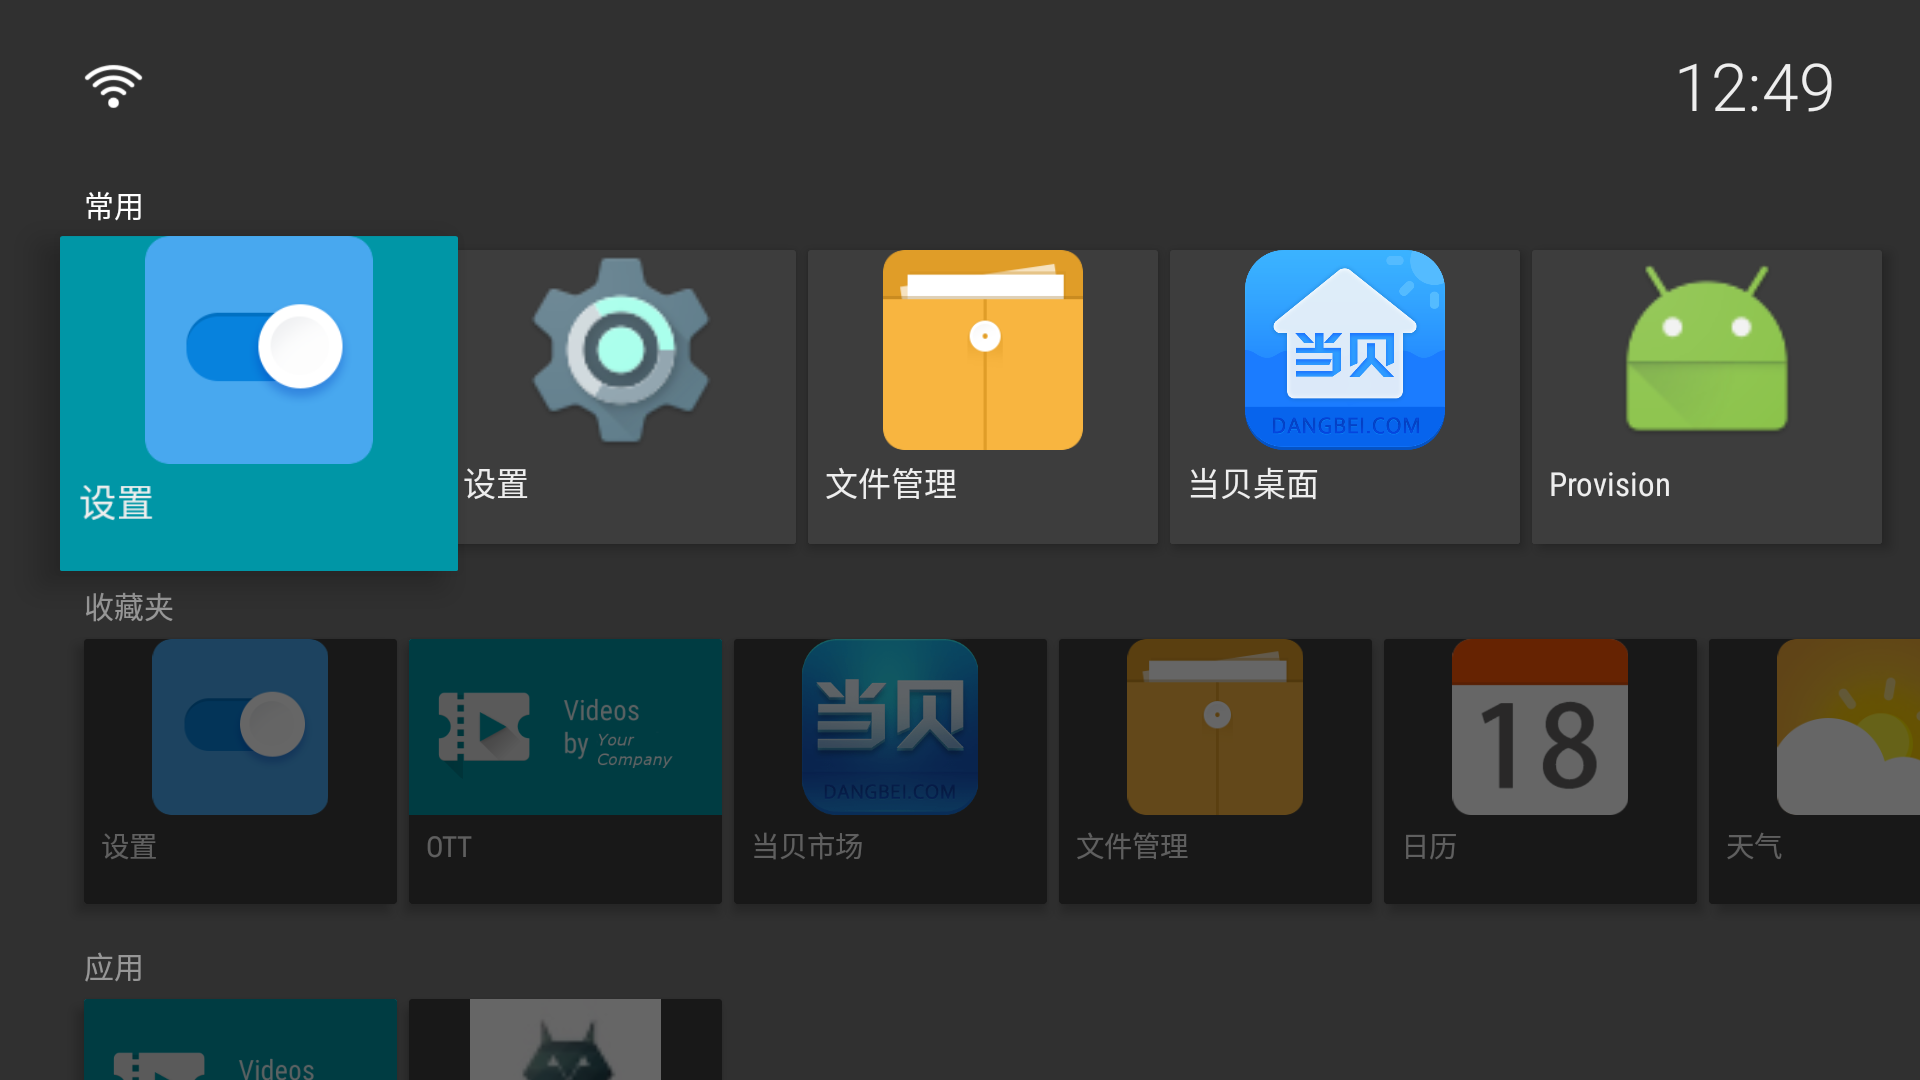 12:49
常用
设置
设置
文件管理
当贝
DANGBEI.COM
当贝桌面
Provision
收藏夹
设置
Videos
by Your
Company
OTT
当贝
DANGBEI.COM
当贝市场
文件管理
18
日历
天气
应用
Videos